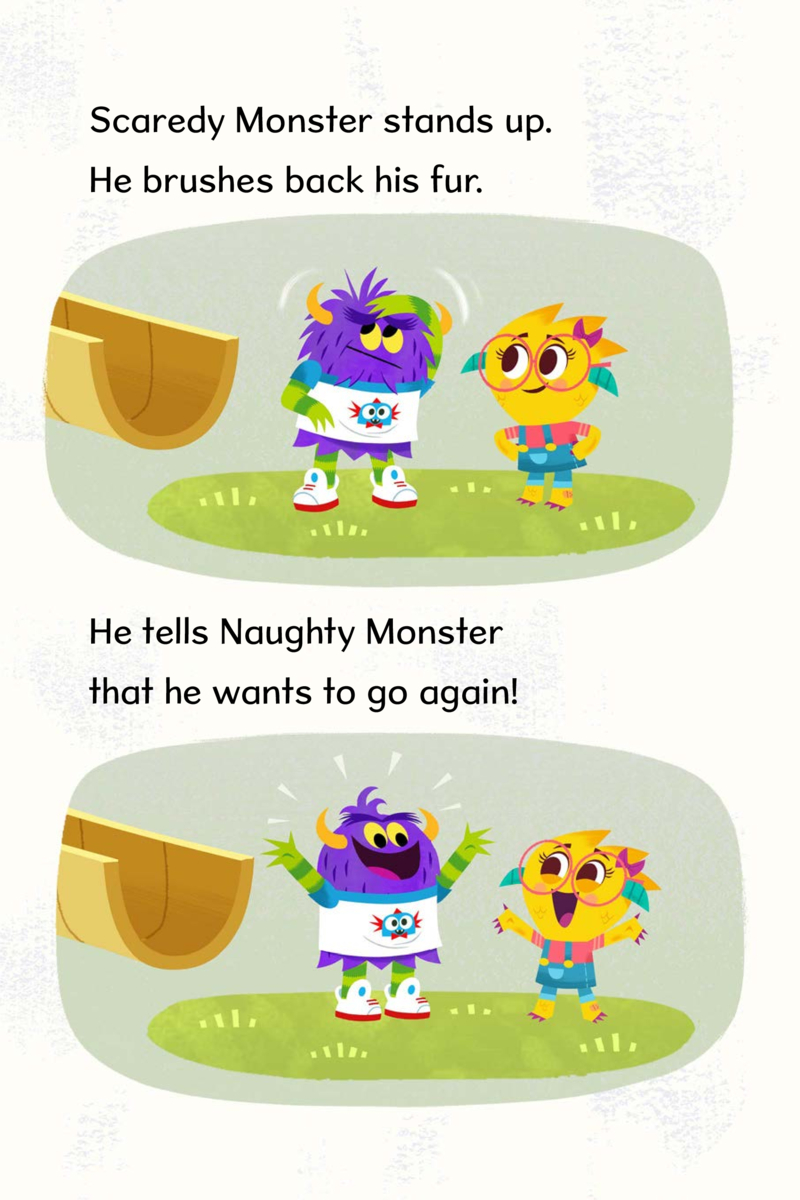 Scaredy Monster stands up.
He brushes back his fur.
He tells Naughty Monster
that he wants to go again!